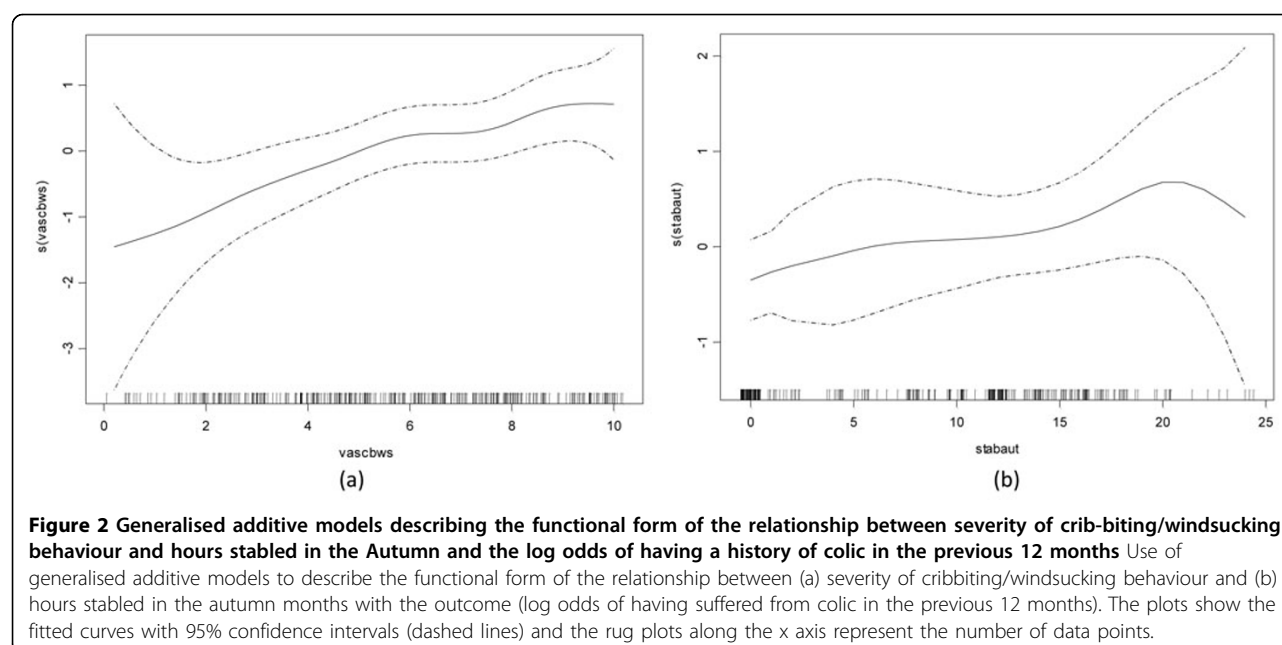 1
0
-1
-2
-3
s(vascbws)
0
2
4
6
8
10
vascbws
(a)
2
1
0
-1
s(stabaut)
0
5
10
15
20
25
stabaut
(b)
Figure 2 Generalised additive models describing the functional form of the relationship between severity of crib-biting/windsucking
behaviour and hours stabled in the Autumn and the log odds of having a history of colic in the previous 12 months Use of
generalised additive models to describe the functional form of the relationship between (a) severity of cribbiting/windsucking behaviour and (b)
hours stabled in the autumn months with the outcome (log odds of having suffered from colic in the previous 12 months). The plots show the
fitted curves with 95% confidence intervals (dashed lines) and the rug plots along the x axis represent the number of data points.